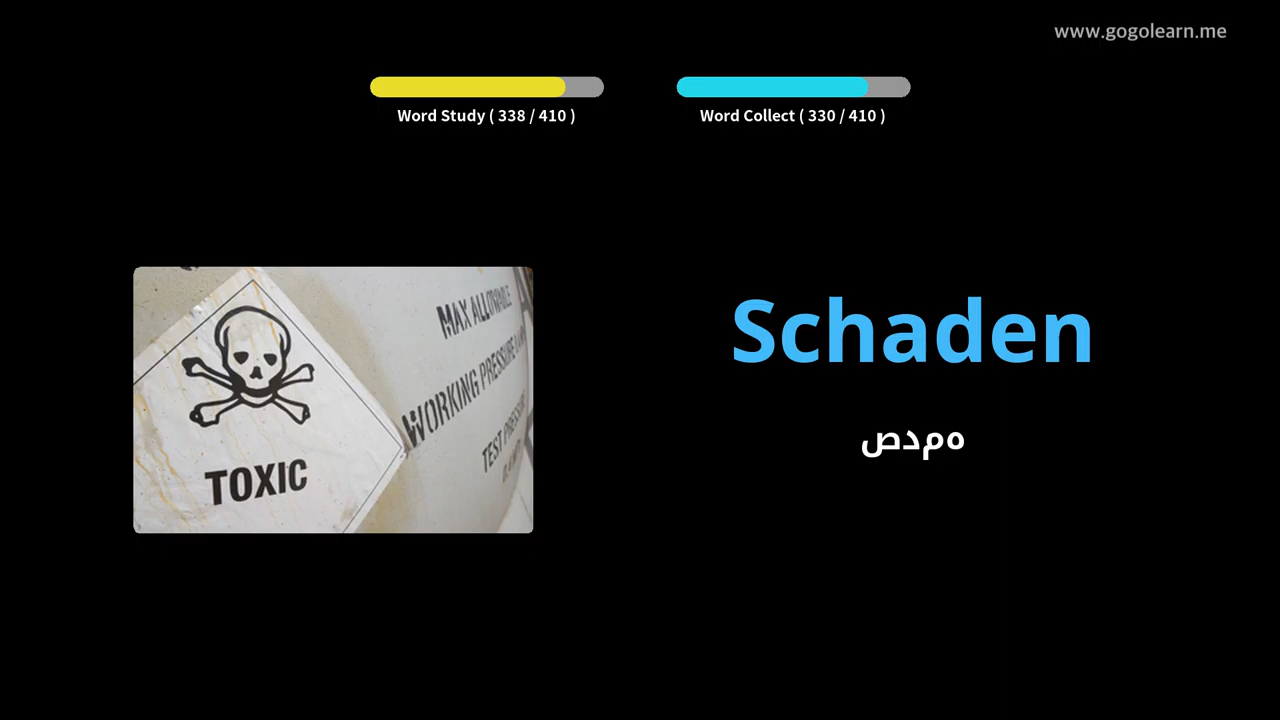 www.gogolearn.me
Word Study ( 338 / 410 )
Word Collect ( 330 / 410 )
MAX ALLOWABLE
WORKING PRESSURE
TEST PRESSURE
TOXIC
Schaden
صدمه